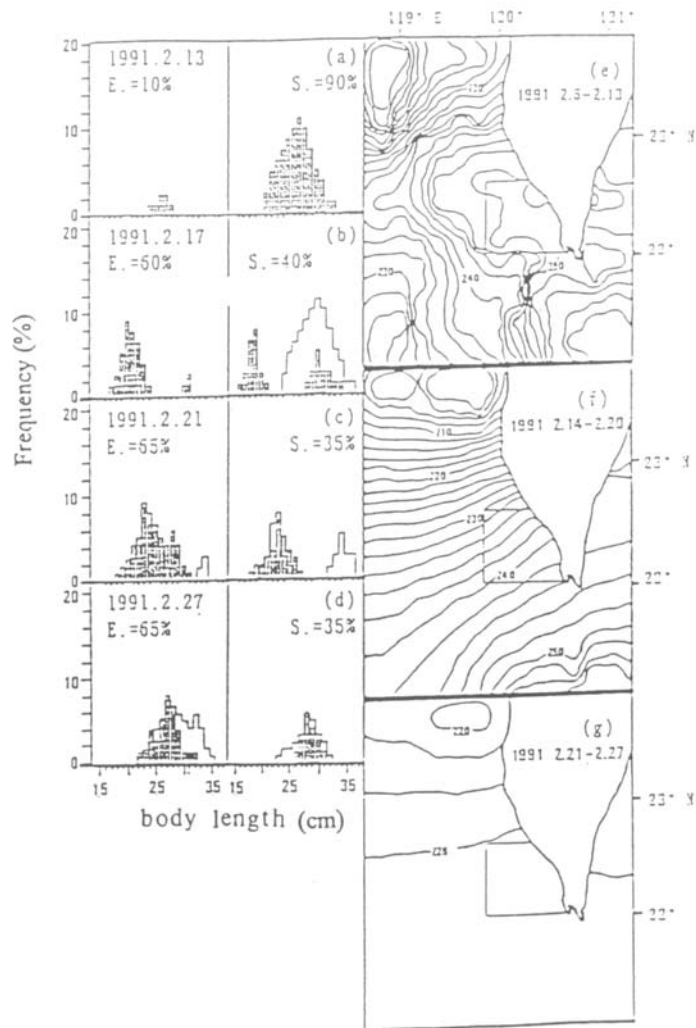 119° E 120° 121°
20
1991.2.13 (a)
E.=10% S.=90%
10
0
20
1991.2.17 (b)
E.=60% S.=40%
10
0
20
1991.2.21 (c)
E.=65% S.=35%
10
0
20
1991.2.27 (d)
E.=65% S.=35%
10
0
15 25 35 15 25 35
body length (cm)
Frequency (%)
(e)
1991 2.6-2.13
240
250
22°
(f)
1991 2.14-2.20
210
220
230
23° N
240
22°
250
(g)
1991 2.21-2.27
220
23° N
225
22°